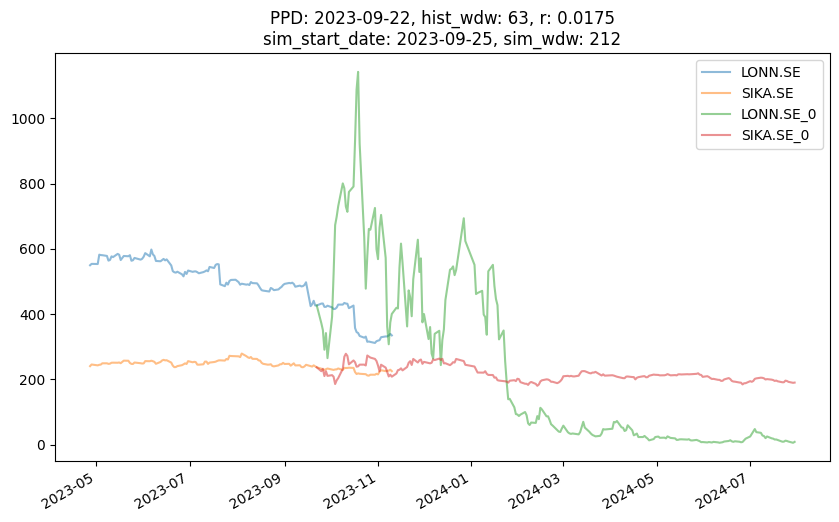 PPD: 2023-09-22, hist_wdw: 63, r: 0.0175
sim_start_date: 2023-09-25, sim_wdw: 212
LONN.SE
SIKA.SE
LONN.SE_0
SIKA.SE_0
1000
800
600
400
200
0
2023-05
2023-07
2023-09
2023-11
2024-01
2024-03
2024-05
2024-07